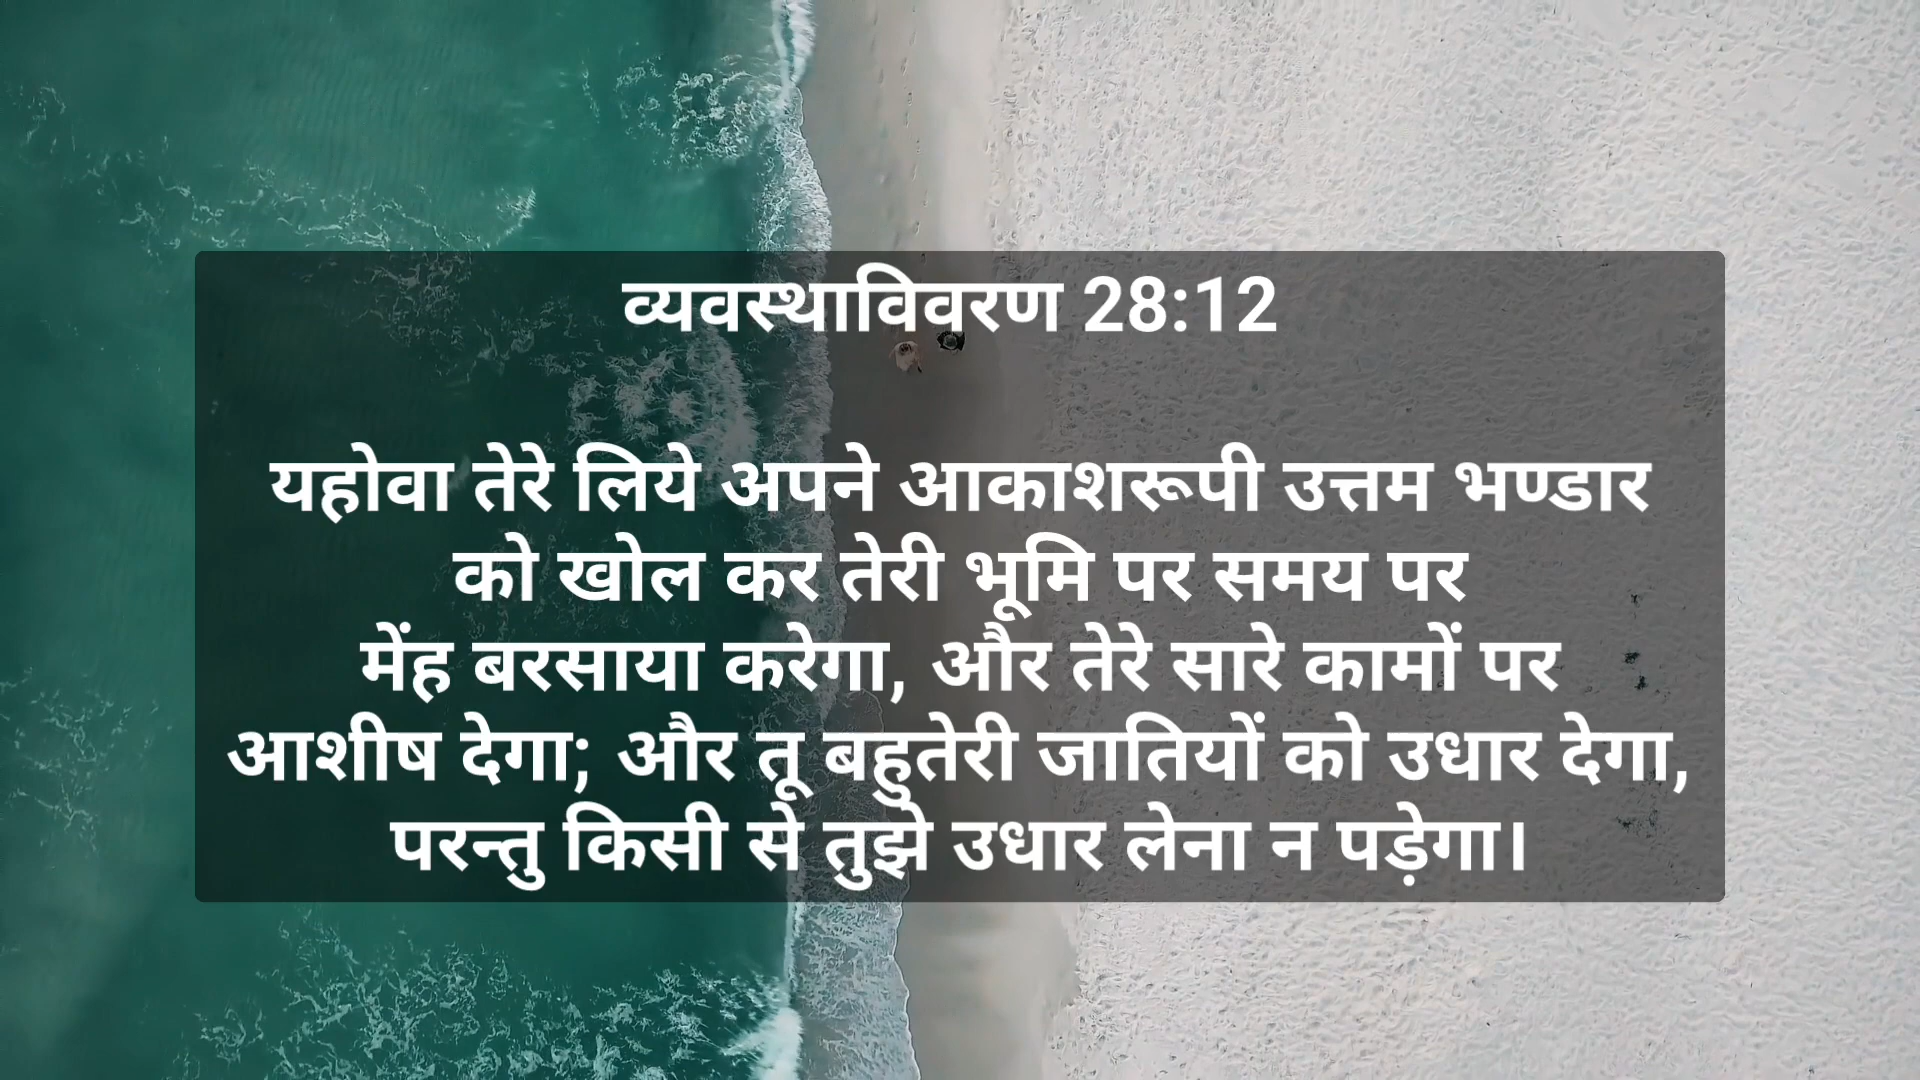 व्यवस्थाविवरण 28:12
यहोवा तेरे लिये अपने आकाशरूपी उत्तम भण्डार
को खोल कर तेरी भूमि पर समय पर
मेंह बरसाया करेगा, और तेरे सारे कामों पर
आशीष देगा; और तू बहुतेरी जातियों को उधार देगा,
परन्तु किसी से तुझे उधार लेना न पड़ेगा।